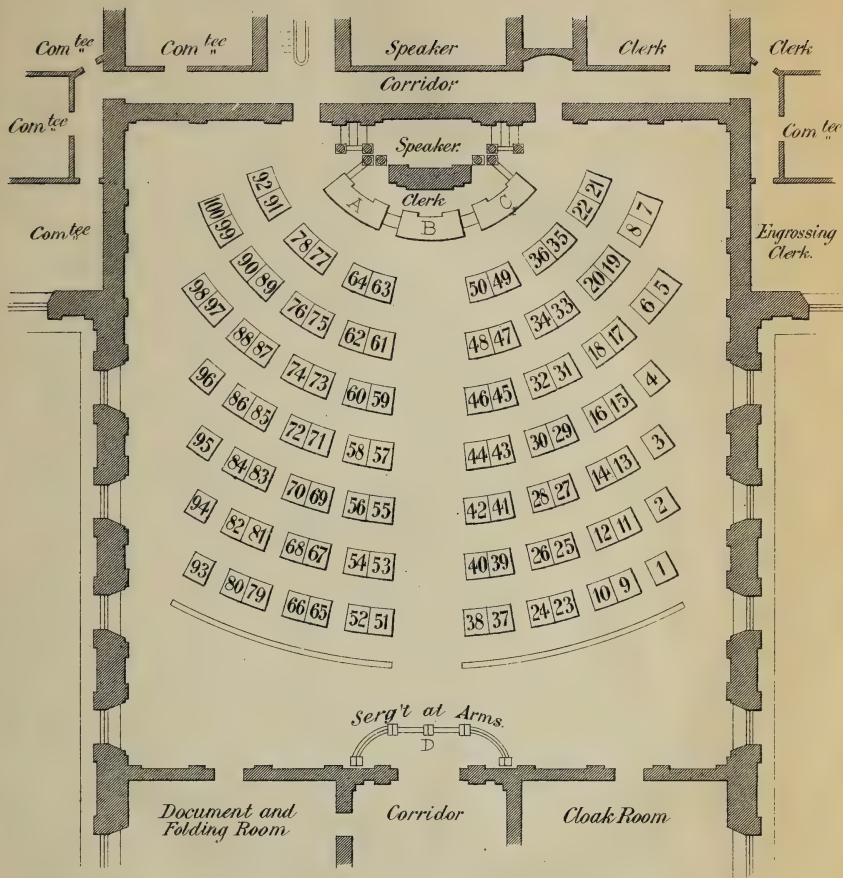 Com tee
"
Com tee
"
Speaker
Clerk
Clerk
Corridor
Com tee
"
Com tee
"
Speaker.
Clerk
A
B
C
Com tee
Engrossing
Clerk.
92 91
22 21
100 99
8 7
78 77
36 35
90 89
20 19
64 63
50 49
98 97
6 5
76 75
34 33
62 61
48 47
88 87
18 17
74 73
32 31
96
4
60 59
46 45
86 85
16 15
72 71
30 29
95
3
58 57
44 43
84 83
14 13
70 69
28 27
94
2
56 55
42 41
82 81
12 11
68 67
26 25
54 53
40 39
93
1
80 79
10 9
66 65
24 23
52 51
38 37
Serg't at Arms.
D
Document and
Folding Room
Corridor
Cloak Room